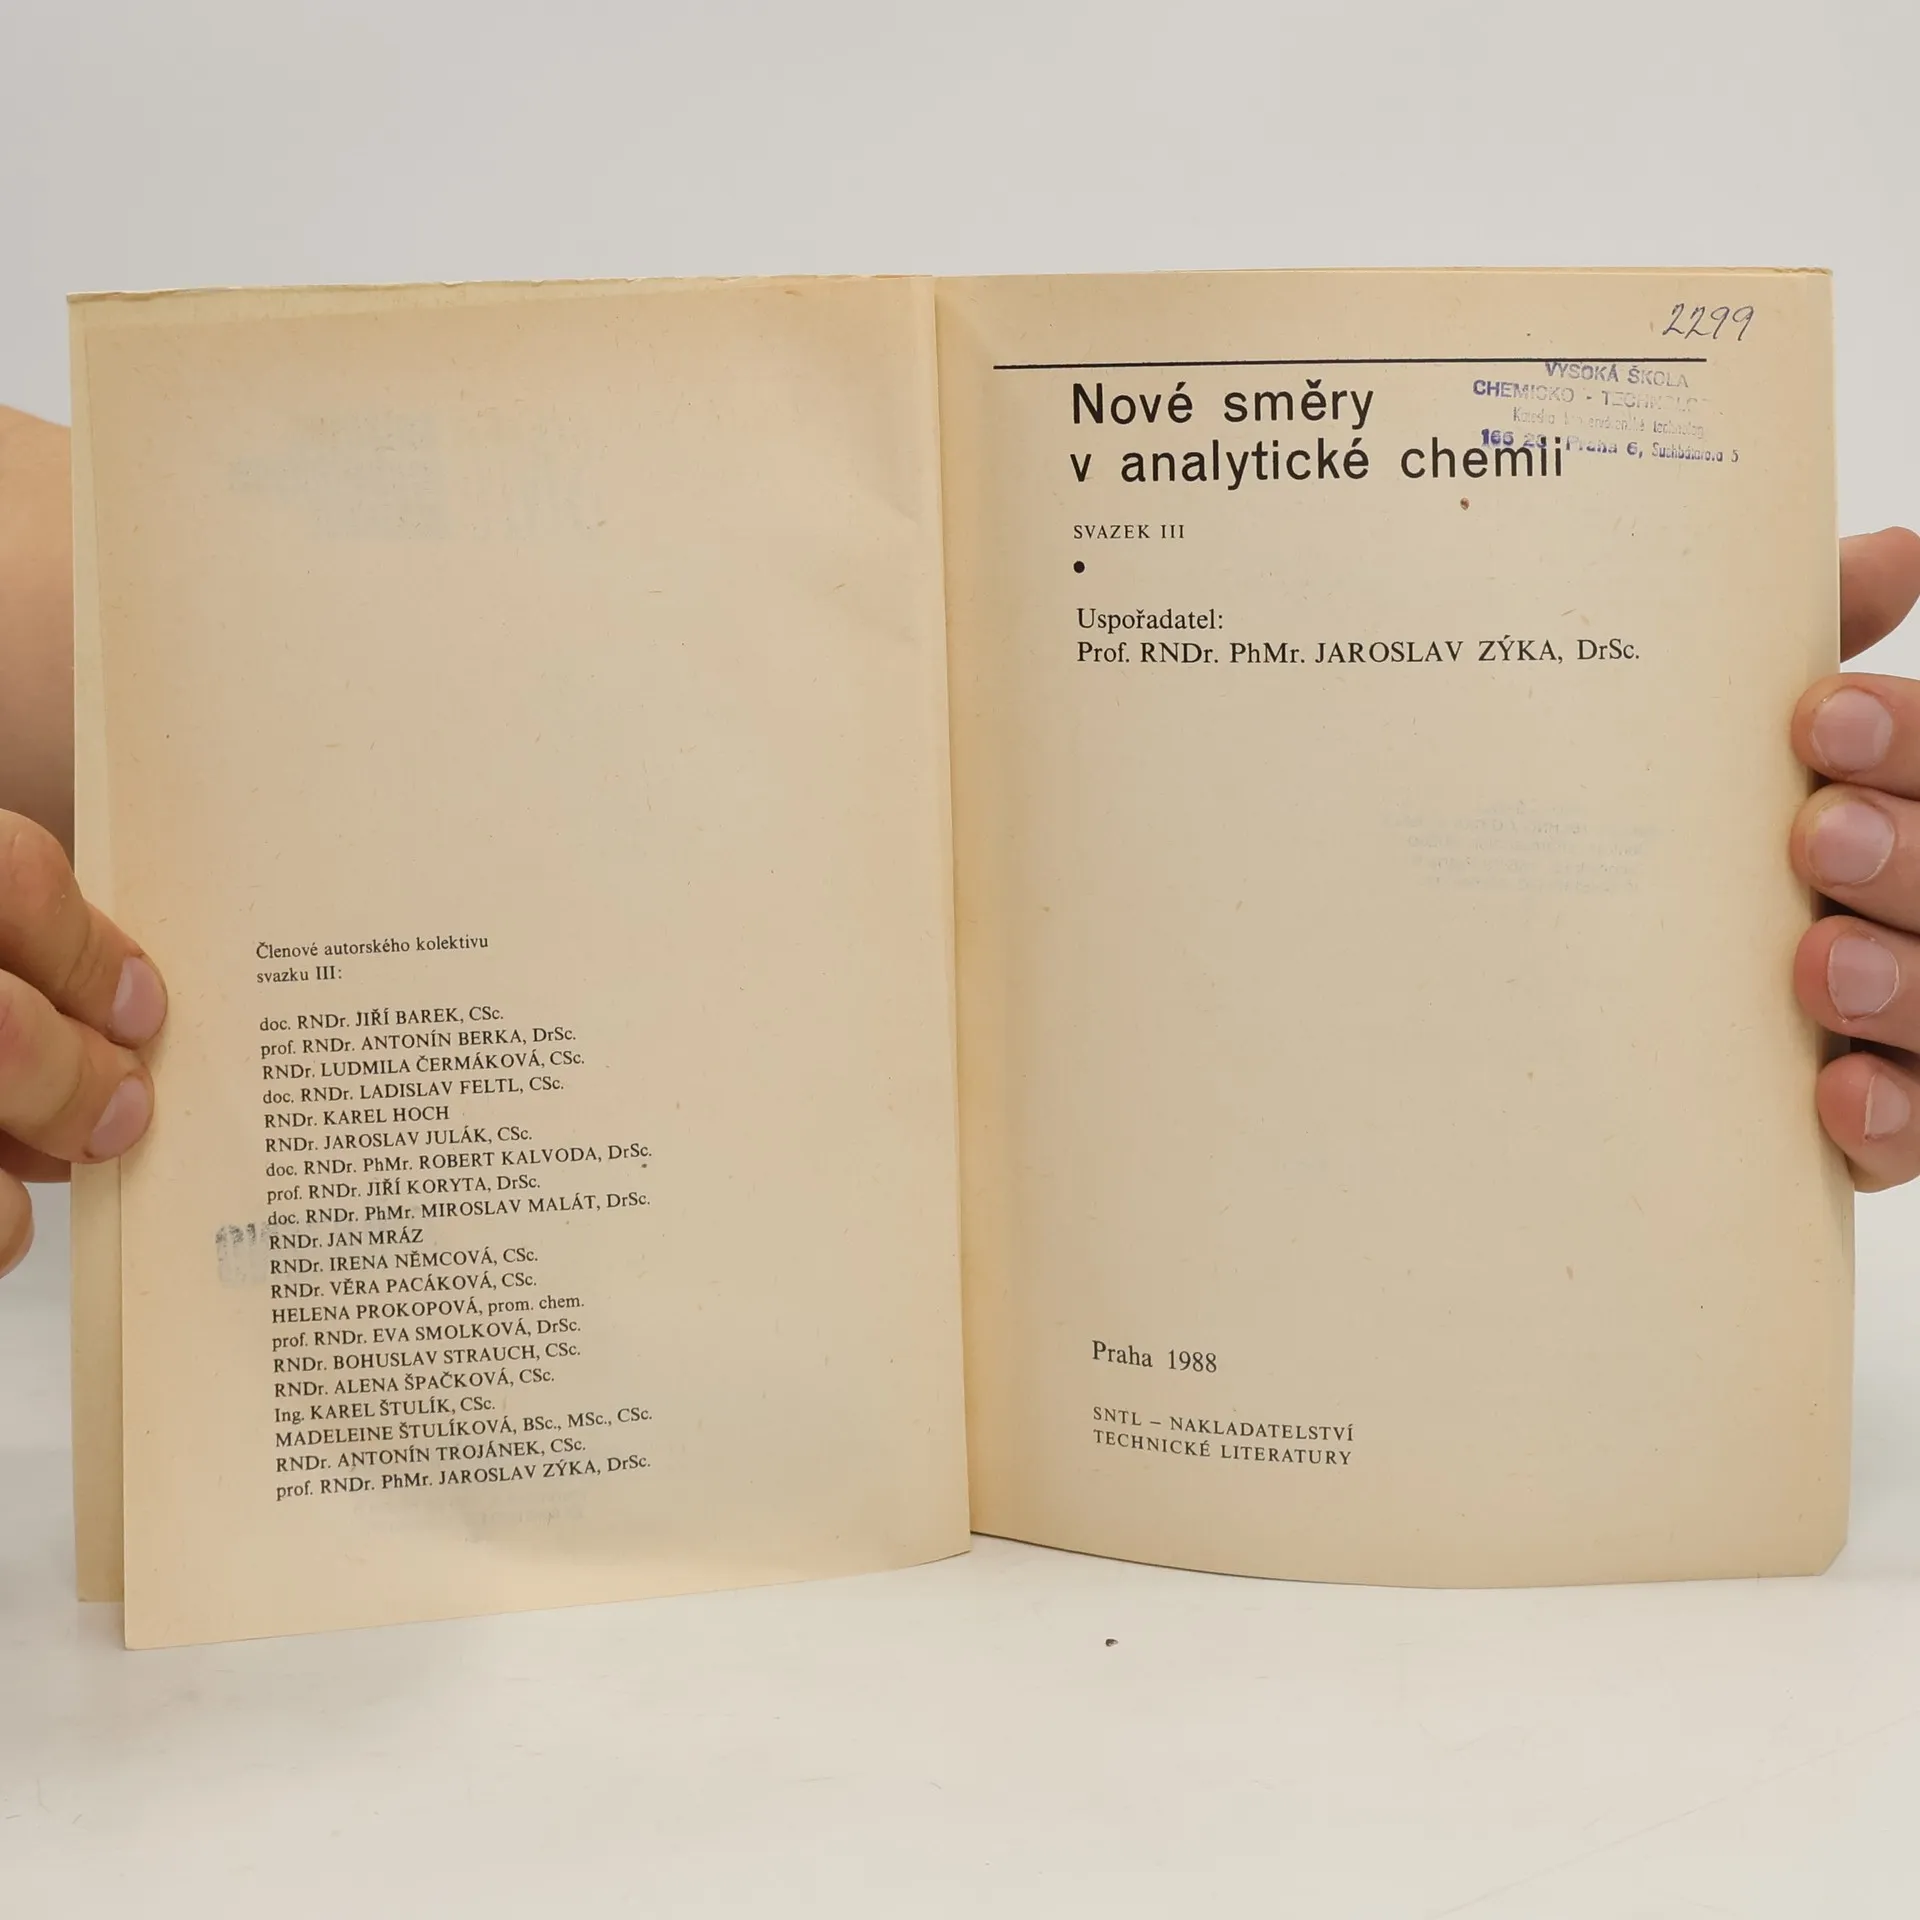 Členové autorského kolektivu
svazku III:
doc. RNDr. JIŘÍ BAREK, CSc.
prof. RNDr. ANTONÍN BERKA, DrSc.
RNDr. LUDMILA ČERMÁKOVÁ, CSc.
doc. RNDr. LADISLAV FELTL, CSc.
RNDr. KAREL HOCH
RNDr. JAROSLAV JULÁK, CSc.
doc. RNDr. PhMr. ROBERT KALVODA, DrSc.
prof. RNDr. JIŘÍ KORYTA, DrSc.
doc. RNDr. PhMr. MIROSLAV MALÁT, DrSc.
RNDr. JAN MRÁZ
RNDr. IRENA NĚMCOVÁ, CSc.
RNDr. VĚRA PACÁKOVÁ, CSc.
HELENA PROKOPOVÁ, prom. chem.
prof. RNDr. EVA SMOLKOVÁ, DrSc.
RNDr. BOHUSLAV STRAUCH, CSc.
RNDr. ALENA ŠPAČKOVÁ, CSc.
Ing. KAREL ŠTULÍK, CSc.
MADELEINE ŠTULÍKOVÁ, BSc., MSc., CSc.
RNDr. ANTONÍN TROJÁNEK, CSc.
prof. RNDr. PhMr. JAROSLAV ZÝKA, DrSc.
2299
VYSOKÁ ŠKOLA
CHEMICKO -
Praha 6, Suchbátarova 5
Nové směry
v analytické chemii
SVAZEK III
●
Uspořadatel:
Prof. RNDr. PhMr. JAROSLAV ZÝKA, DrSc.
Praha 1988
SNTL – NAKLADATELSTVÍ
TECHNICKÉ LITERATURY